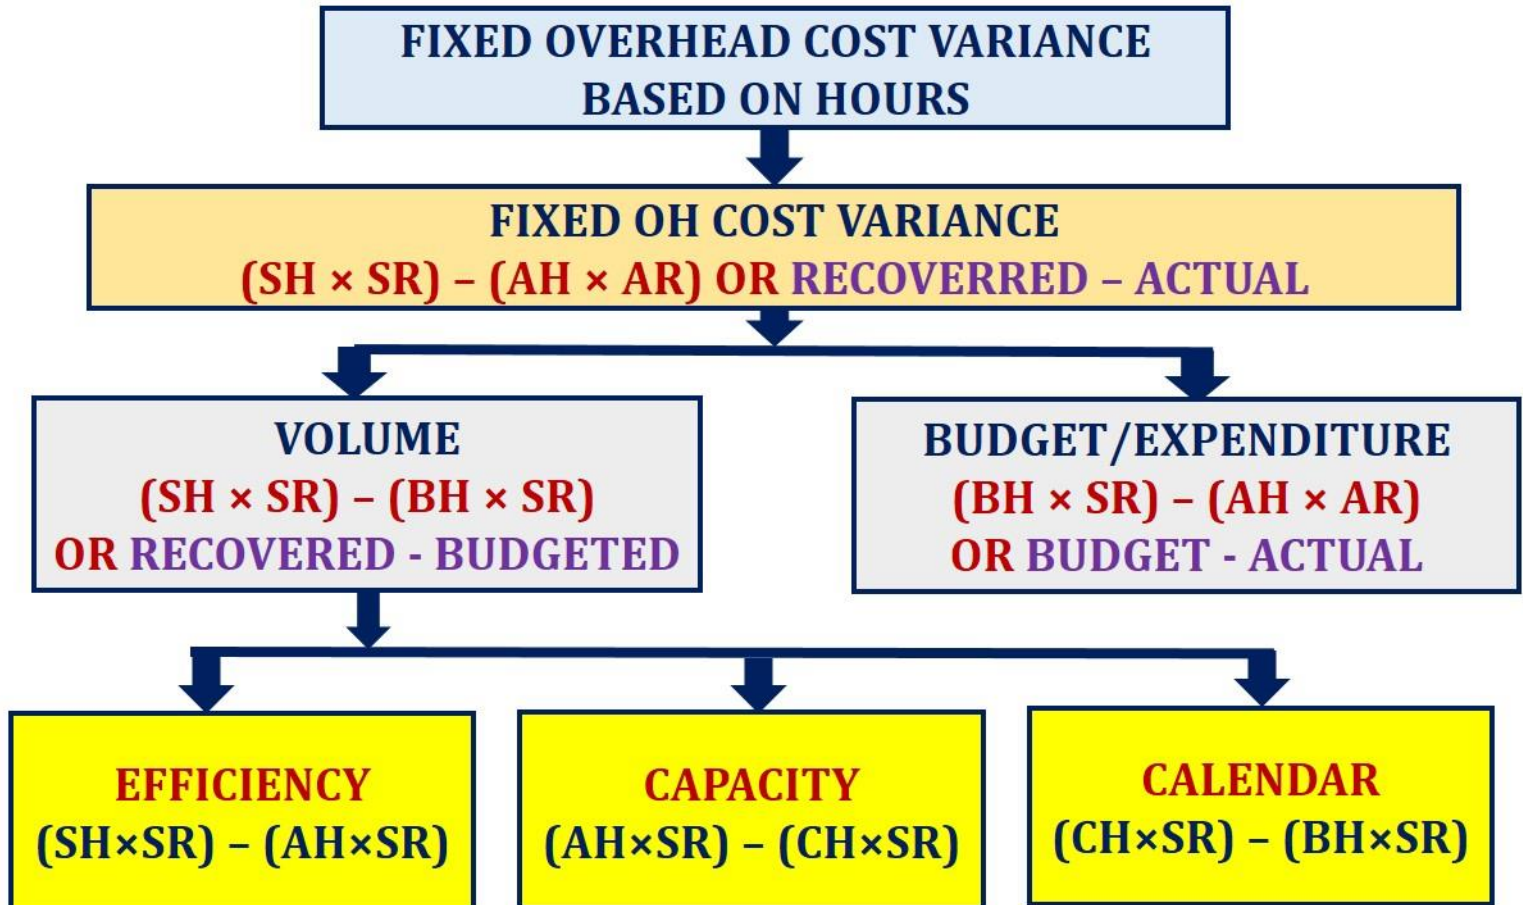 FIXED OVERHEAD COST VARIANCE
BASED ON HOURS
FIXED OH COST VARIANCE
(SH × SR) – (AH × AR) OR RECOVERRED – ACTUAL
VOLUME
(SH × SR) – (BH × SR)
OR RECOVERED - BUDGETED
BUDGET/EXPENDITURE
(BH × SR) – (AH × AR)
OR BUDGET - ACTUAL
EFFICIENCY
(SH×SR) – (AH×SR)
CAPACITY
(AH×SR) – (CH×SR)
CALENDAR
(CH×SR) – (BH×SR)